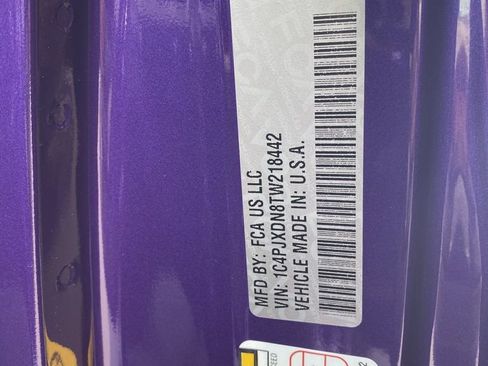 MFD BY: FCA US LLC
VIN: 1C4PJXDN8TW218442
VEHICLE MADE IN: U.S.A.